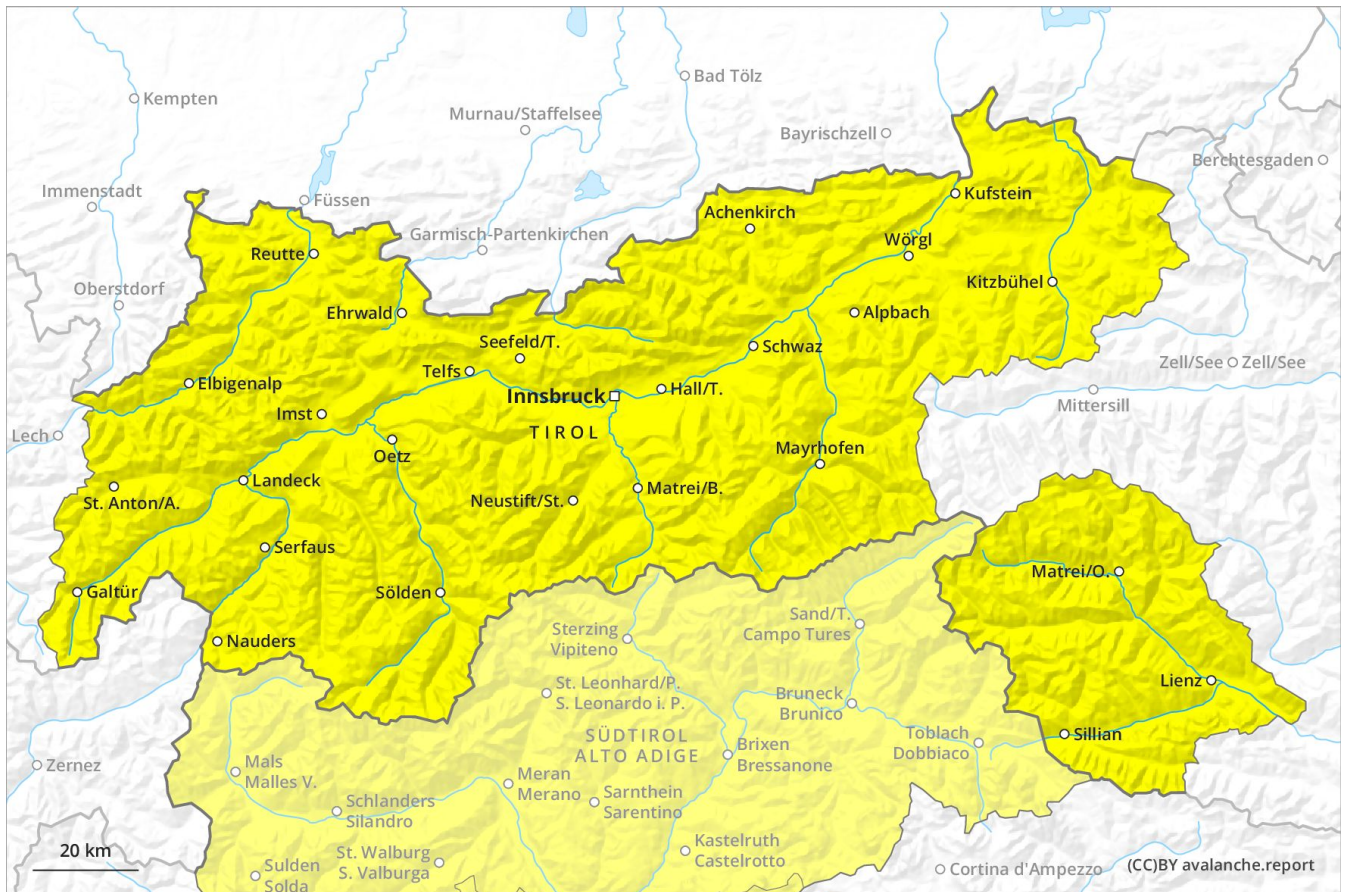 Kempten
Bad Tölz
Murnau/Staffelsee
Bayrischzell
Berchtesgaden
Immenstadt
Füssen
Kufstein
Achenkirch
Garmisch-Partenkirchen
Wörgl
Reutte
Kitzbühel
Oberstdorf
Ehrwald
Alpbach
Seefeld/T.
Schwaz
Zell/See
Zell/See
Telfs
Elbigenalp
Innsbruck
Hall/T.
Mittersill
Imst
Lech
TIROL
Mayrhofen
Oetz
Landeck
Matrei/B.
St. Anton/A.
Neustift/St.
Serfaus
Matrei/O.
Galtür
Sölden
Sand/T.
Campo Tures
Sterzing
Vipiteno
Nauders
Lienz
St. Leonhard/P.
S. Leonardo i. P.
Bruneck
Brunico
SÜDTIROL
ALTO ADIGE
Toblach
Dobbiaco
Sillian
Brixen
Bressanone
Zernez
Mals
Malles V.
Meran
Merano
Sarnthein
Sarentino
Schlanders
Silandro
Kastelruth
Castelrotto
20 km
St. Walburg
S. Valburga
Sulden
Solda
Cortina d'Ampezzo
(CC)BY avalanche.report